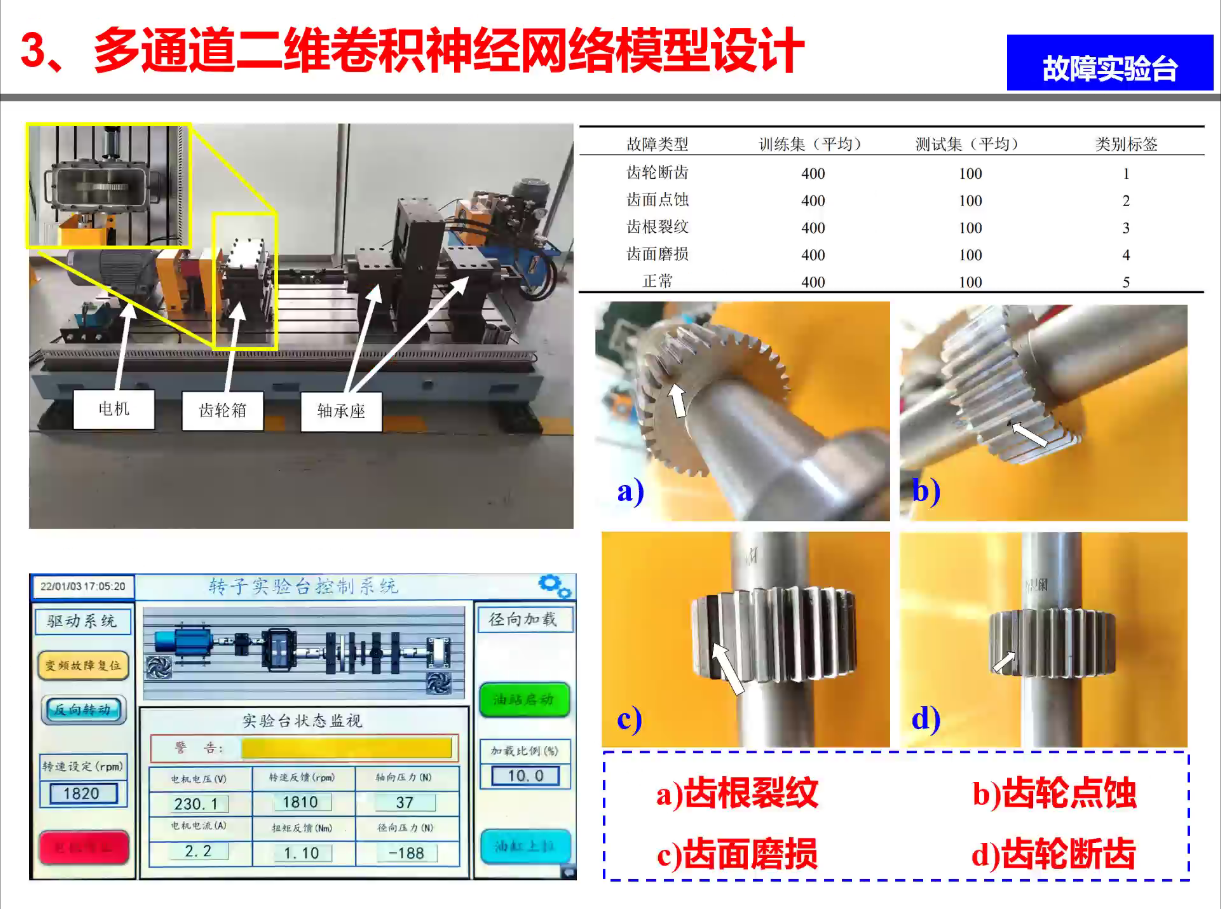 3、多通道二维卷积神经网络模型设计
故障实验台
电机
齿轮箱
轴承座
故障类型 训练集（平均） 测试集（平均） 类别标签
齿轮断齿 400 100 1
齿面点蚀 400 100 2
齿根裂纹 400 100 3
齿面磨损 400 100 4
正常 400 100 5
a)
b)
c)
d)
a)齿根裂纹 b)齿轮点蚀
c)齿面磨损 d)齿轮断齿
22/01/03 17:05:20
转子实验台控制系统
驱动系统
变频故障复位
反向转动
转速设定(rpm)
1820
实验台状态监视
警 告:
电机电压(V) 转速反馈(rpm) 轴向压力(N)
230.1 1810 37
电机电流(A) 扭矩反馈(Nm) 径向压力(N)
2.2 1.10 -188
径向加载
油站启动
加载比例(%)
10.0